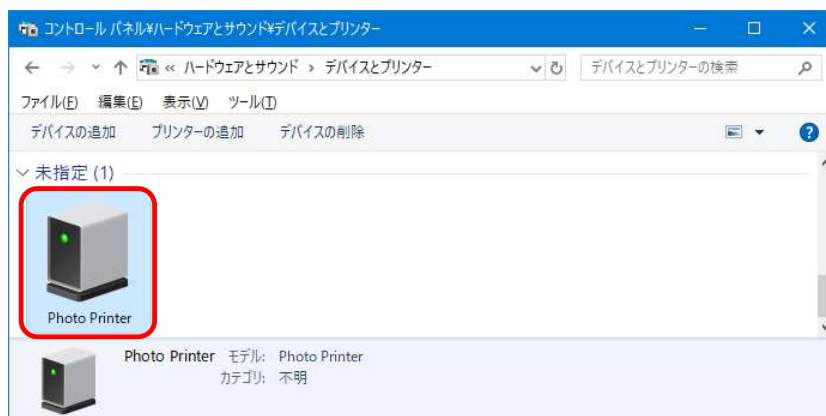 コントロール パネル¥ハードウェアとサウンド¥デバイスとプリンター
« ハードウェアとサウンド › デバイスとプリンター デバイスとプリンターの検索
ファイル(F) 編集(E) 表示(V) ツール(T)
デバイスの追加 プリンターの追加 デバイスの削除
未指定 (1)
Photo Printer
Photo Printer モデル: Photo Printer
カテゴリ: 不明